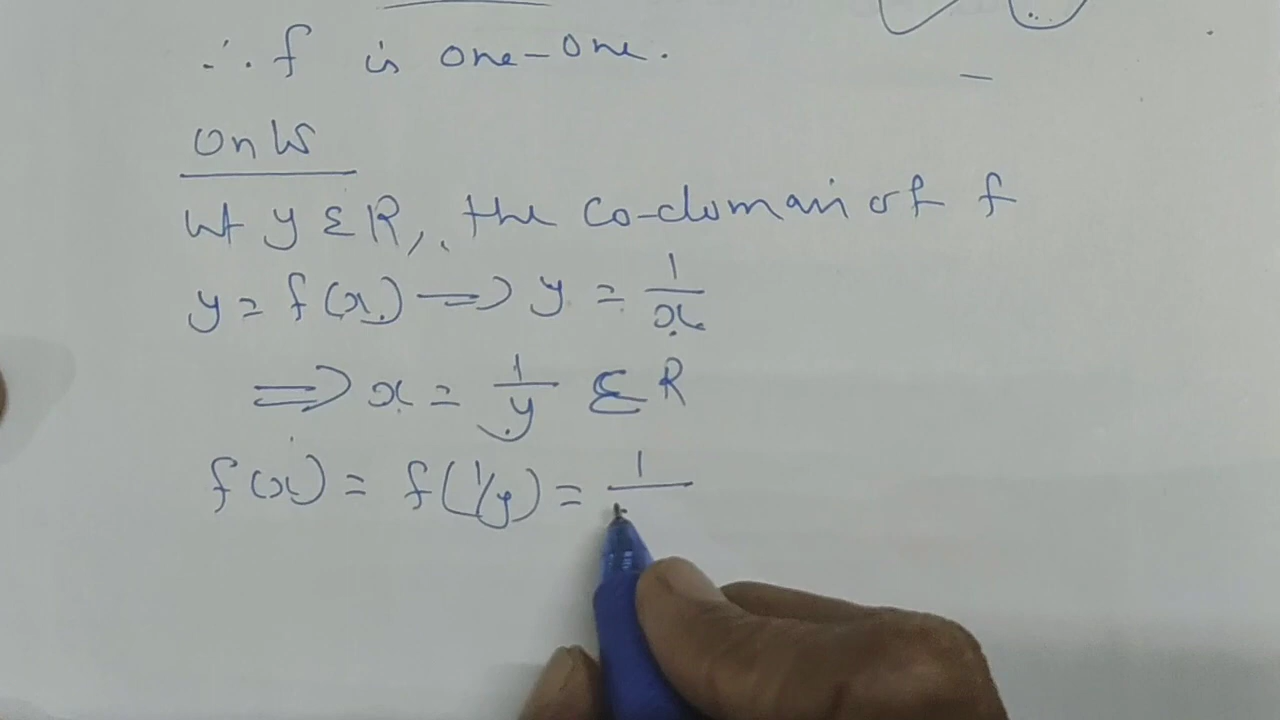 ∴ f is one-one.
onto
Let y ∈ R, the co-domain of f
y = f(x) ⟹ y = 1/x
⟹ x = 1/y ∈ R
f(x) = f(1/y) = 1/